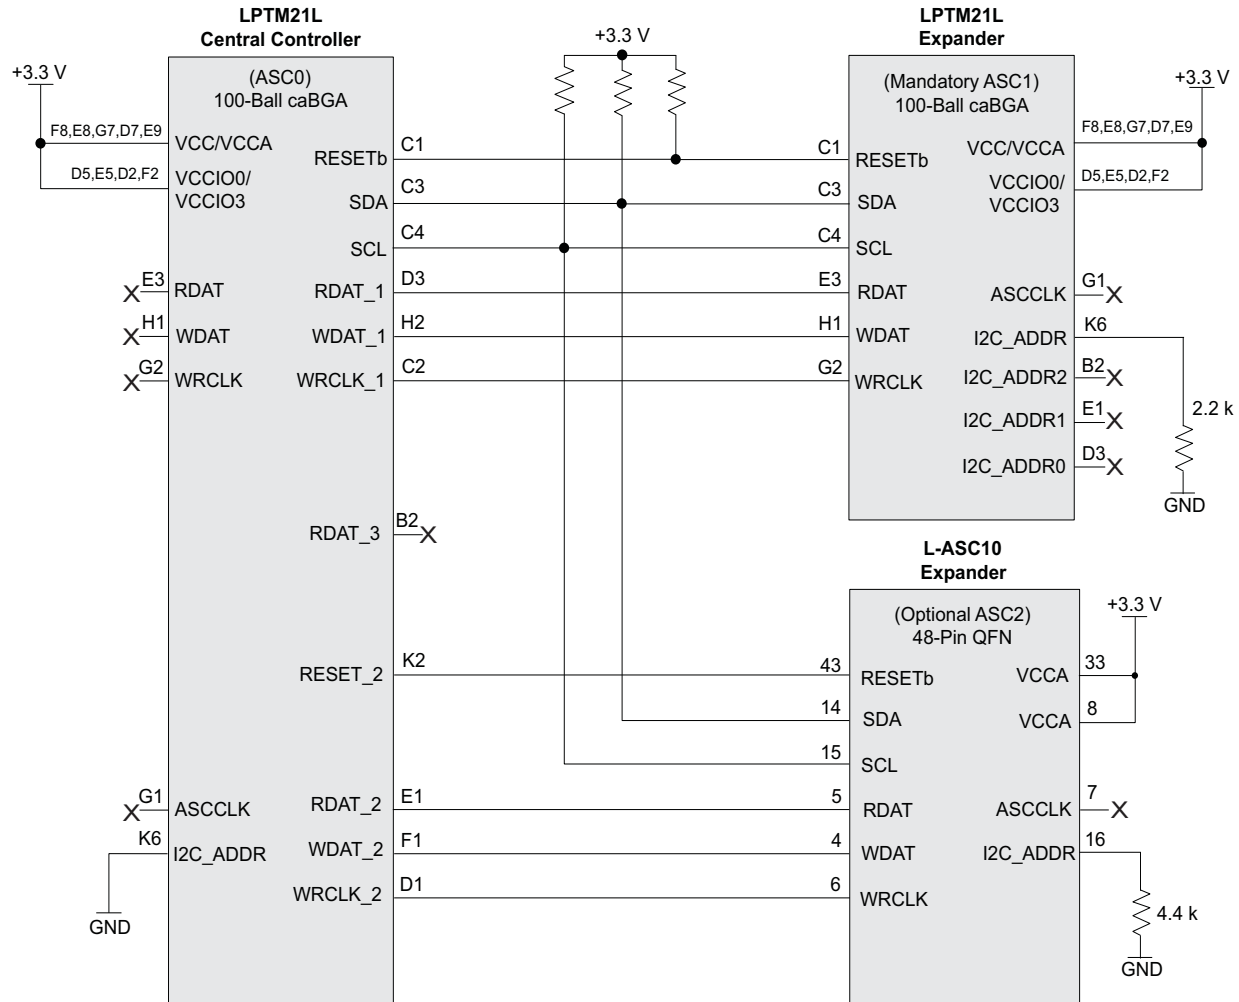 LPTM21L
Central Controller
+3.3 V
(ASC0)
100-Ball caBGA
F8,E8,G7,D7,E9
VCC/VCCA
D5,E5,D2,F2
VCCIO0/
VCCIO3
E3
RDAT
H1
WDAT
G2
WRCLK
G1
ASCCLK
K6
I2C_ADDR
GND
RESETb
C1
SDA
C3
SCL
C4
RDAT_1
D3
WDAT_1
H2
WRCLK_1
C2
RDAT_3
B2
RESET_2
K2
RDAT_2
E1
WDAT_2
F1
WRCLK_2
D1
+3.3 V
LPTM21L
Expander
(Mandatory ASC1)
100-Ball caBGA
+3.3 V
C1
RESETb
C3
SDA
C4
SCL
E3
RDAT
H1
WDAT
G2
WRCLK
VCC/VCCA
F8,E8,G7,D7,E9
VCCIO0/
VCCIO3
D5,E5,D2,F2
ASCCLK
G1
I2C_ADDR
K6
I2C_ADDR2
B2
I2C_ADDR1
E1
I2C_ADDR0
D3
2.2 k
GND
L-ASC10
Expander
(Optional ASC2)
48-Pin QFN
+3.3 V
43
RESETb
14
SDA
15
SCL
5
RDAT
4
WDAT
6
WRCLK
VCCA
33
VCCA
8
ASCCLK
7
I2C_ADDR
16
4.4 k
GND